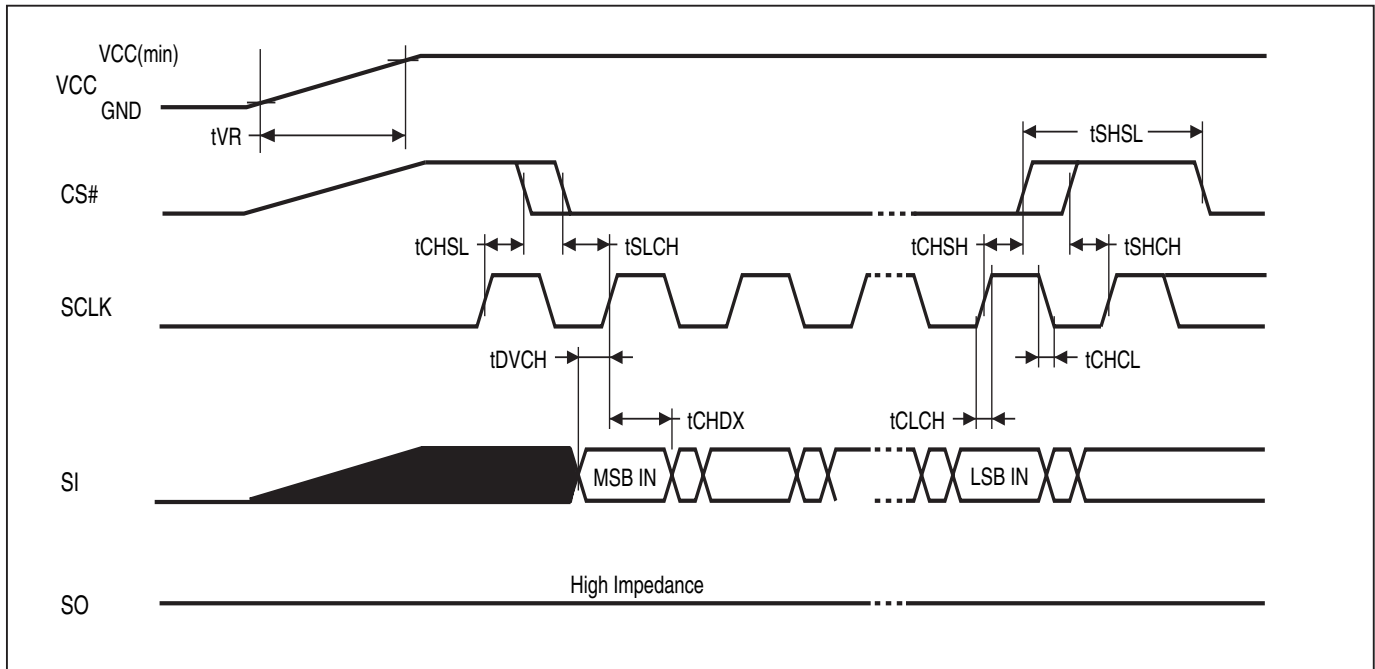 VCC(min)
VCC
GND
tVR
tSHSL
CS#
tCHSL
tSLCH
tCHSH
tSHCH
SCLK
tDVCH
tCHCL
tCHDX
tCLCH
SI
MSB IN
LSB IN
High Impedance
SO